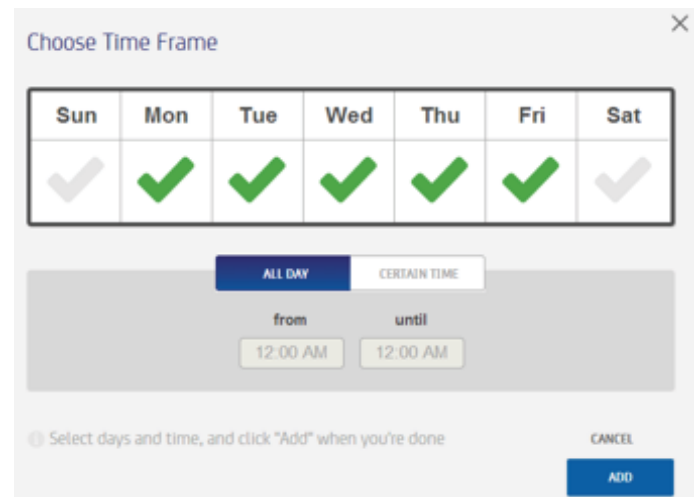 Choose Time Frame
Sun Mon Tue Wed Thu Fri Sat
ALL DAY CERTAIN TIME
from until
12:00 AM 12:00 AM
Select days and time, and click "Add" when you're done
CANCEL
ADD